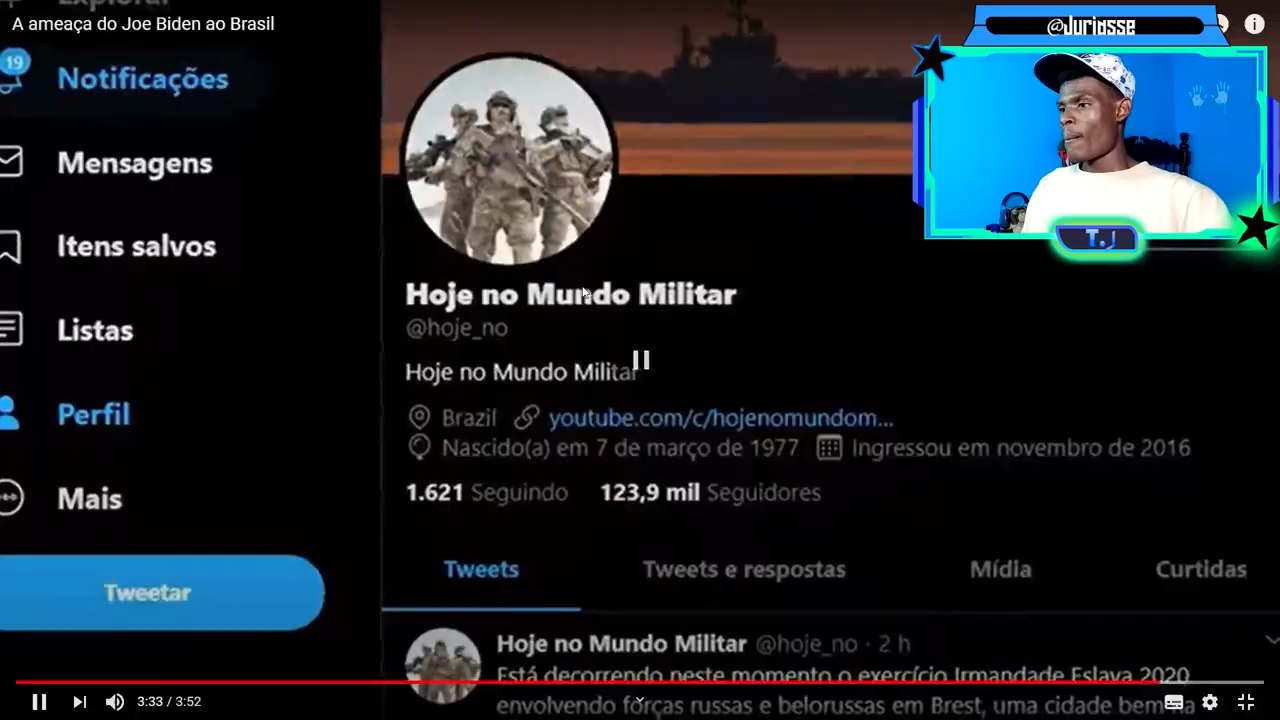 Explorar
A ameaça do Joe Biden ao Brasil
19
Notificações
Mensagens
Itens salvos
Listas
Perfil
Mais
Tweetar
@Juriasse
T.J
Hoje no Mundo Militar
@hoje_no
Hoje no Mundo Militar
Brazil youtube.com/c/hojenomundom...
Nascido(a) em 7 de março de 1977 Ingressou em novembro de 2016
1.621 Seguindo 123,9 mil Seguidores
Tweets Tweets e respostas Mídia Curtidas
Hoje no Mundo Militar @hoje_no · 2 h
Está decorrendo neste momento o exercício Irmandade Eslava 2020
envolvendo forças russas e belorussas em Brest, uma cidade bem na
3:33 / 3:52